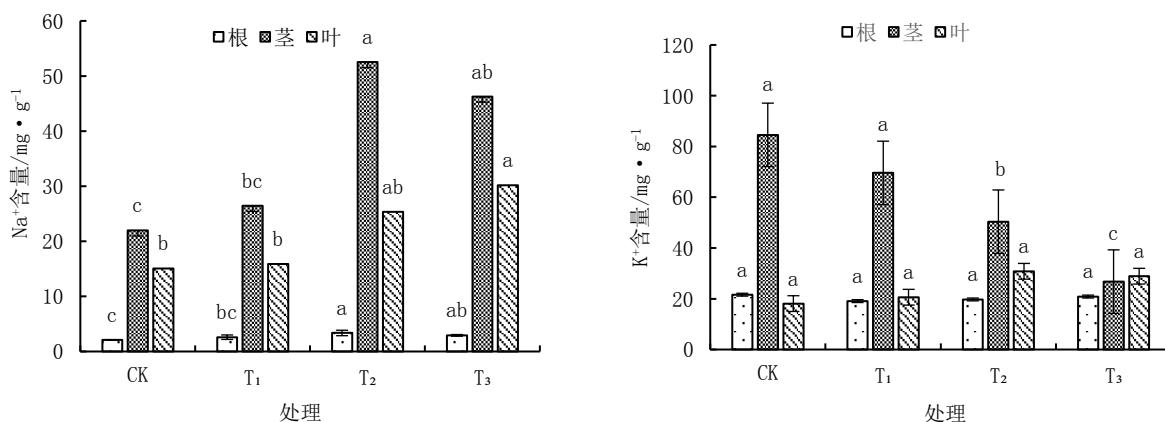 60
50
40
30
20
10
0
Na⁺含量/mg·g⁻¹
根 茎 叶
c c b
bc bc b
a a ab
ab ab a
CK T₁ T₂ T₃
处理
120
100
80
60
40
20
0
K⁺含量/mg·g⁻¹
根 茎 叶
a a a
a a a
a b a
a c a
CK T₁ T₂ T₃
处理